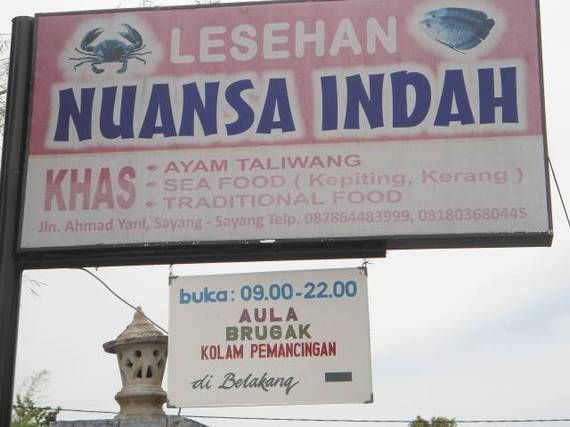 LESEHAN
NUANSA INDAH
KHAS
AYAM TALIWANG
SEA FOOD ( Kepiting, Kerang )
TRADITIONAL FOOD
Jln. Ahmad Yani, Sayang - Sayang Telp. 087864483999, 081803680445
buka: 09.00-22.00
AULA
BRUGAK
KOLAM PEMANCINGAN
di Belakang